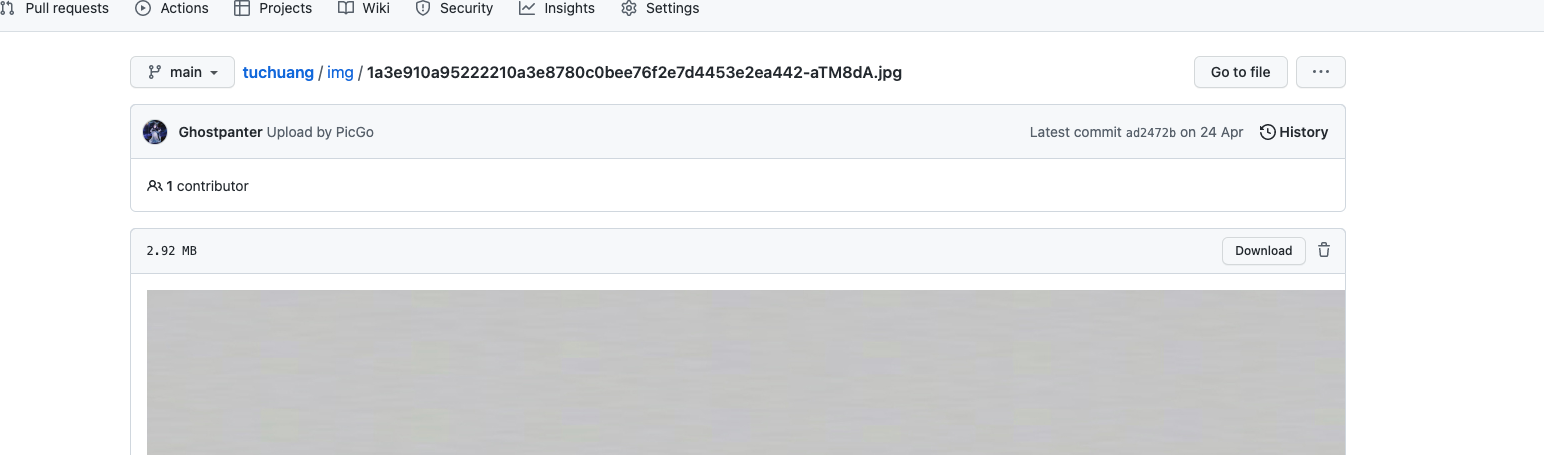 Pull requests Actions Projects Wiki Security Insights Settings
main tuchuang / img / 1a3e910a95222210a3e8780c0bee76f2e7d4453e2ea442-aTM8dA.jpg Go to file ...
Ghostpanter Upload by PicGo Latest commit ad2472b on 24 Apr History
1 contributor
2.92 MB Download